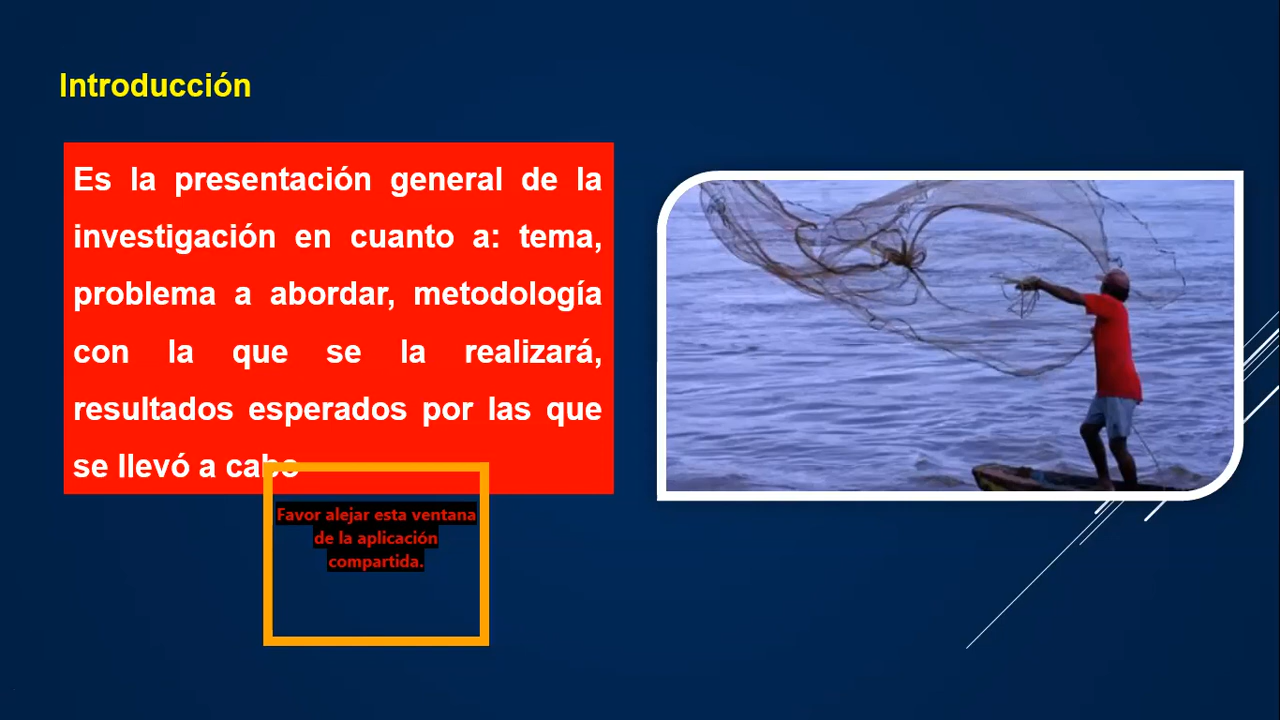 Introducción
Es la presentación general de la
investigación en cuanto a: tema,
problema a abordar, metodología
con la que se la realizará,
resultados esperados por las que
se llevó a cabo
Favor alejar esta ventana
de la aplicación
compartida.